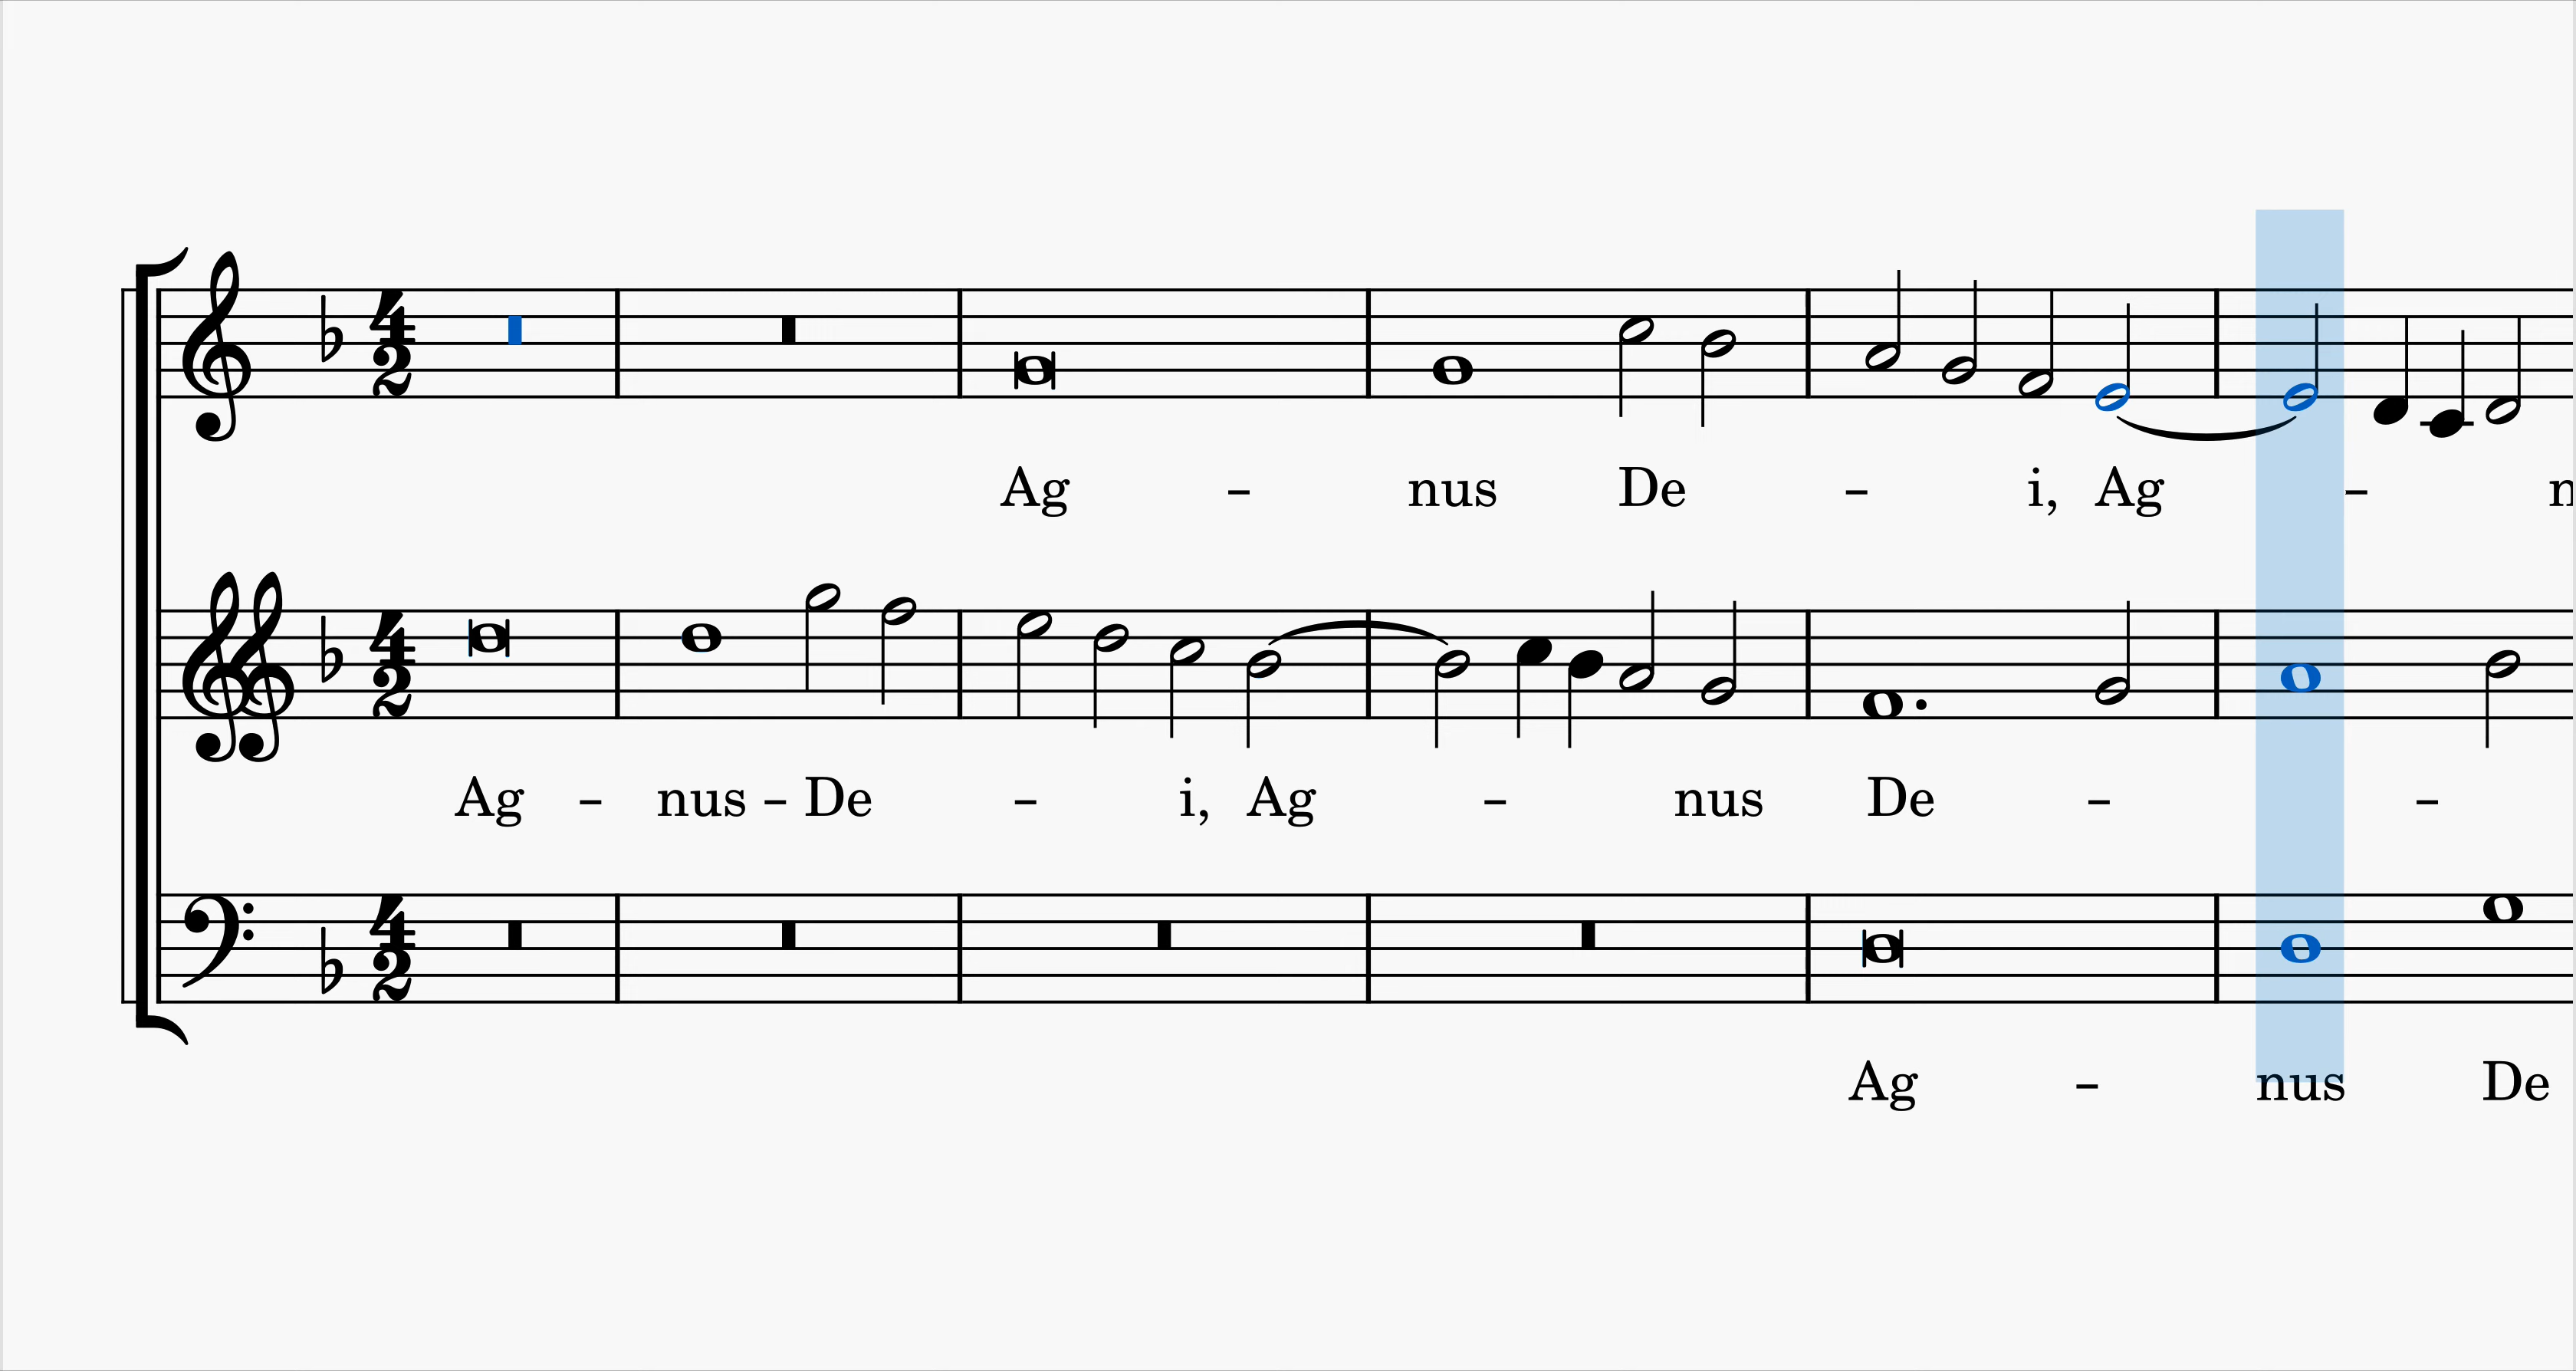 Ag – nus De – i, Ag –
Ag – nus – De – i, Ag – nus De – –
Ag – nus De